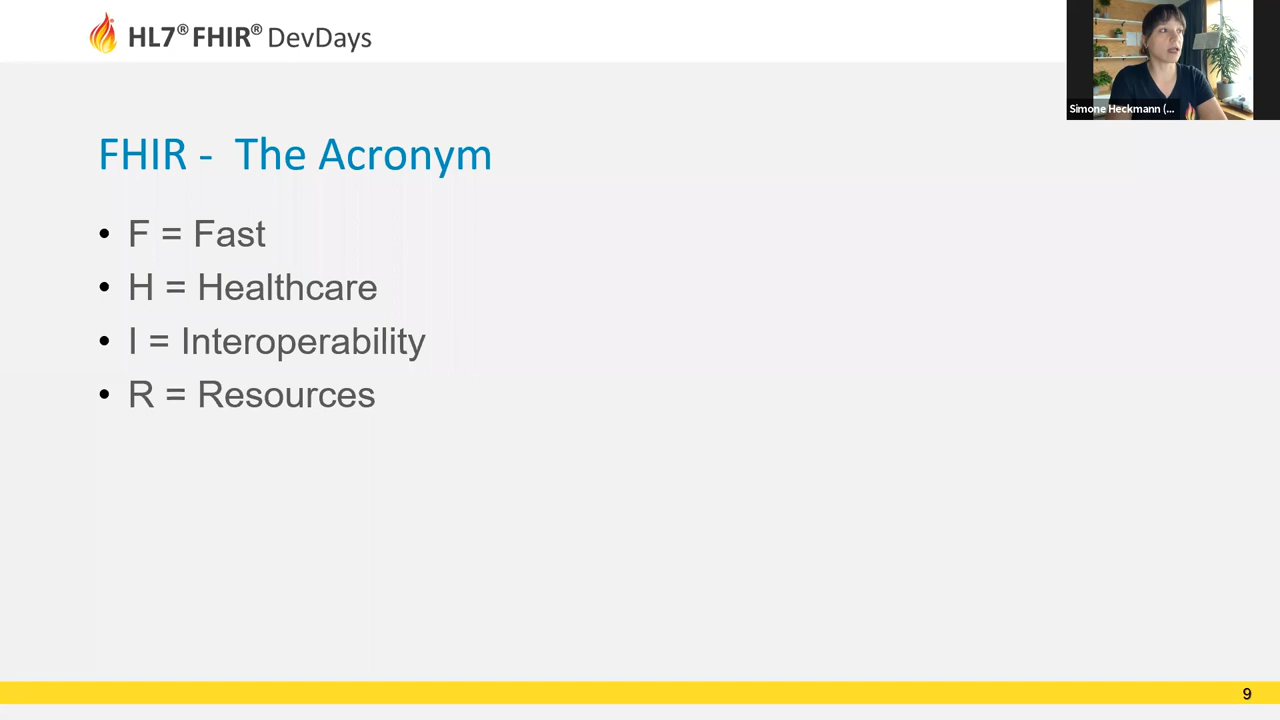 HL7® FHIR® DevDays
Simone Heckmann (...
FHIR - The Acronym
• F = Fast
• H = Healthcare
• I = Interoperability
• R = Resources
9